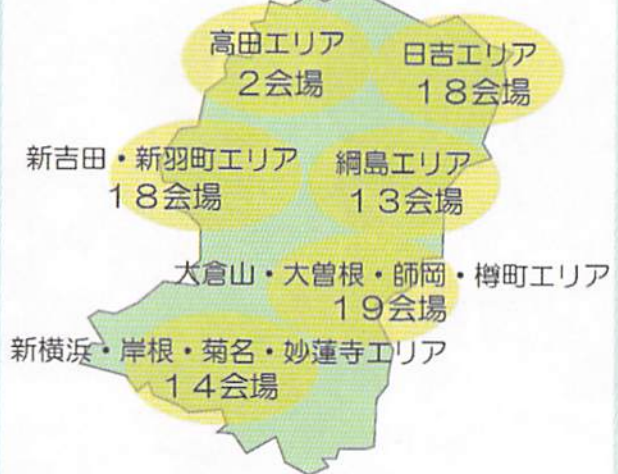 高田エリア
2会場
日吉エリア
18会場
新吉田・新羽町エリア
18会場
綱島エリア
13会場
大倉山・大曽根・師岡・樽町エリア
19会場
新横浜・岸根・菊名・妙蓮寺エリア
14会場